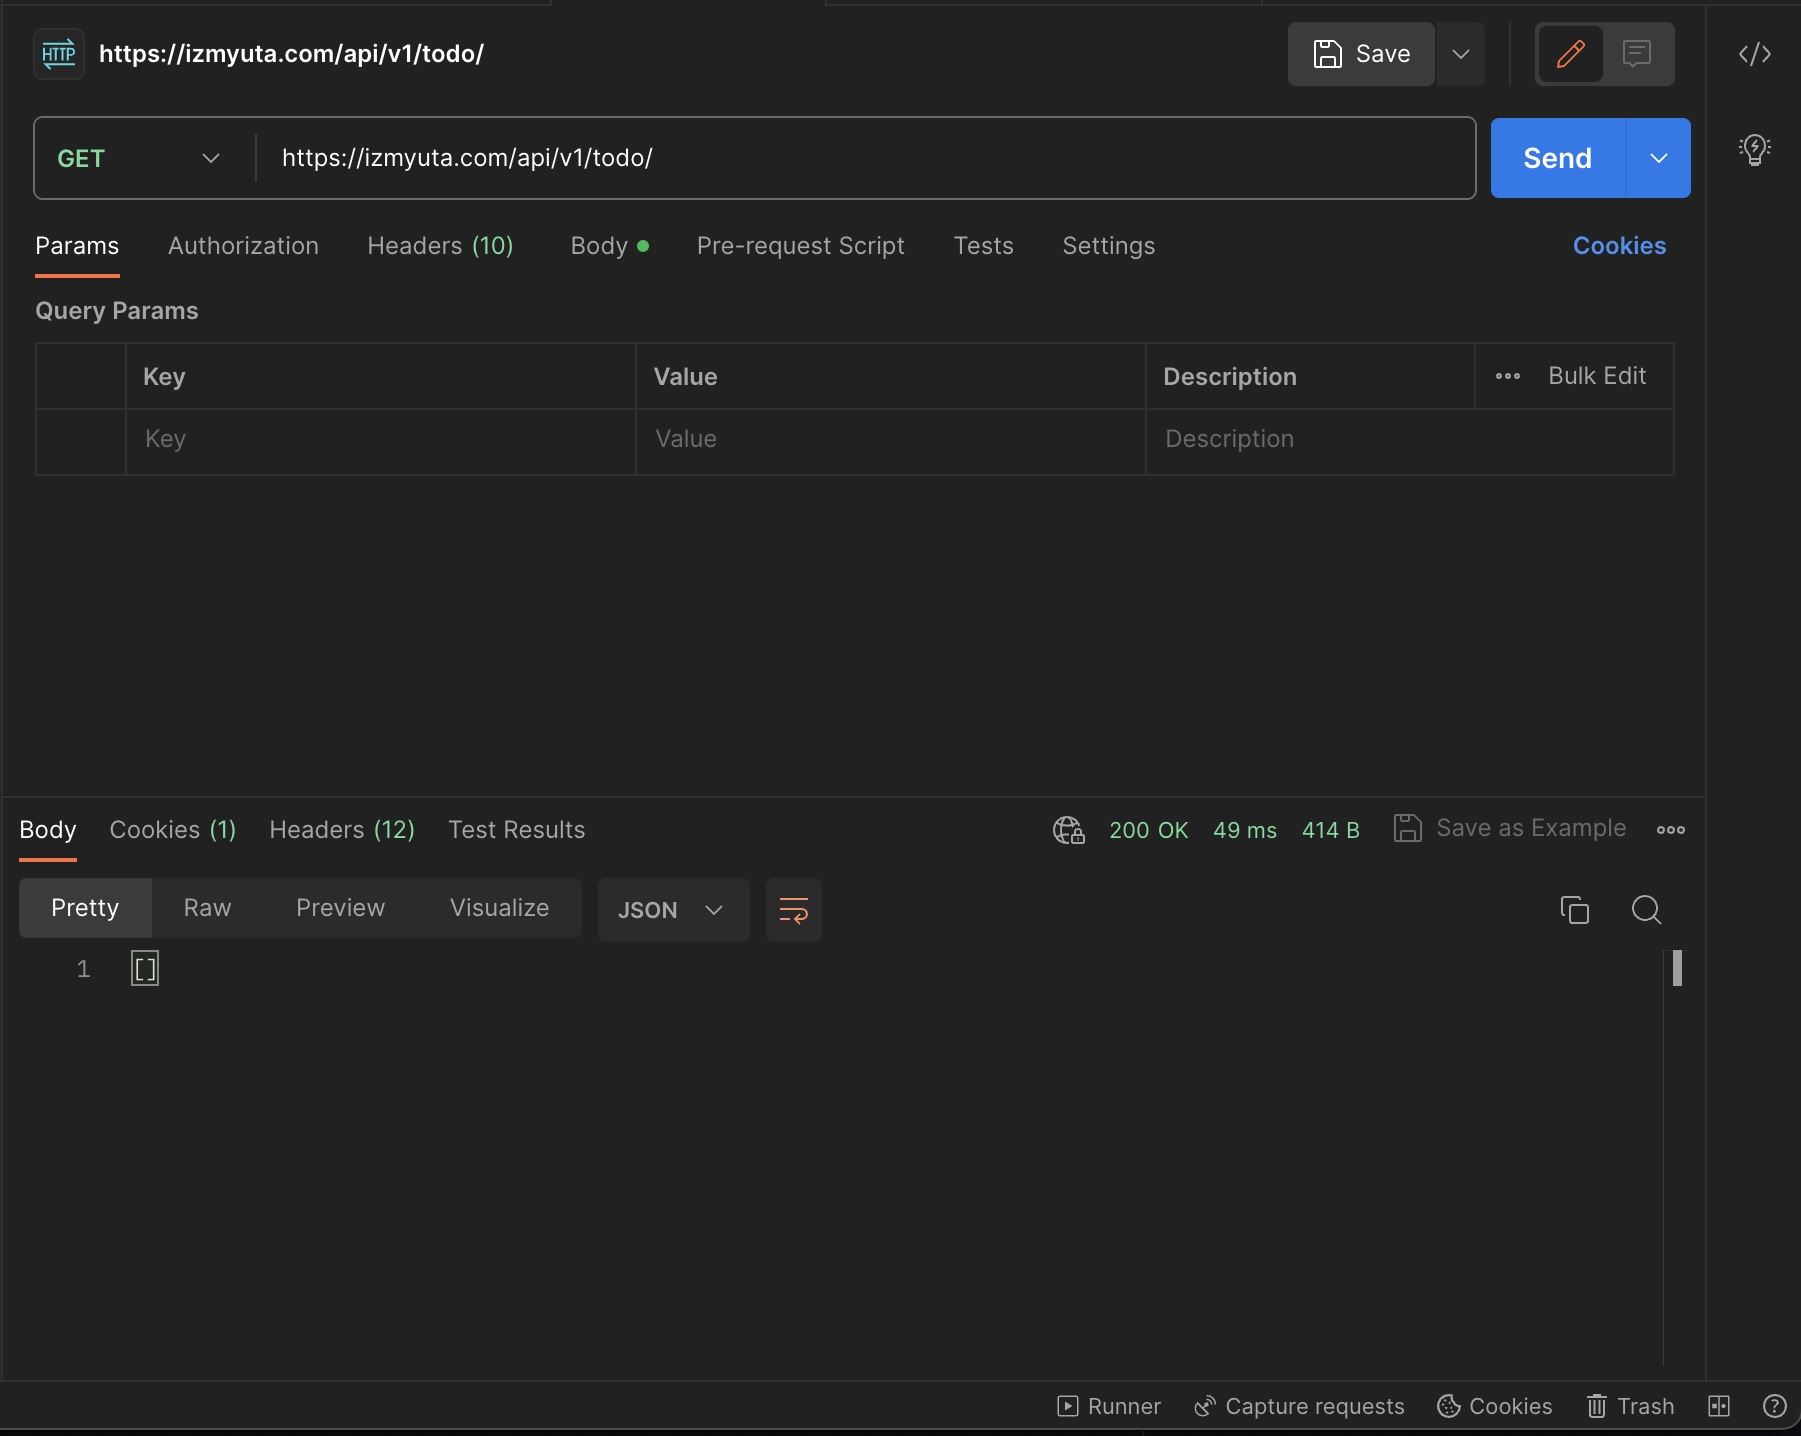 HTTP https://izmyuta.com/api/v1/todo/ Save
GET https://izmyuta.com/api/v1/todo/ Send
Params Authorization Headers (10) Body Pre-request Script Tests Settings Cookies
Query Params
Key Value Description Bulk Edit
Key Value Description
Body Cookies (1) Headers (12) Test Results 200 OK 49 ms 414 B Save as Example
Pretty Raw Preview Visualize JSON
1 []
Runner Capture requests Cookies Trash